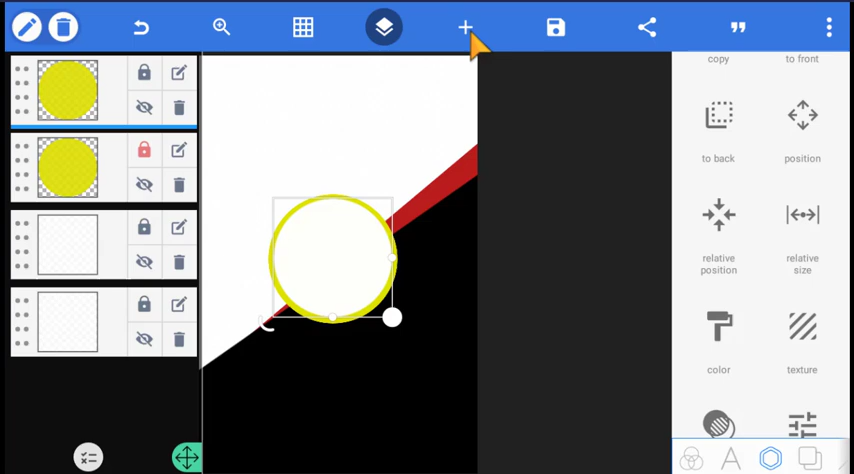 copy
to front
to back
position
relative
position
relative
size
color
texture
A